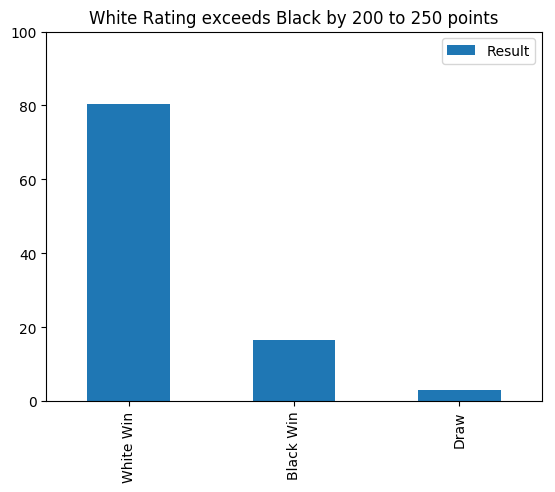 White Rating exceeds Black by 200 to 250 points
Result
100
80
60
40
20
0
White Win
Black Win
Draw